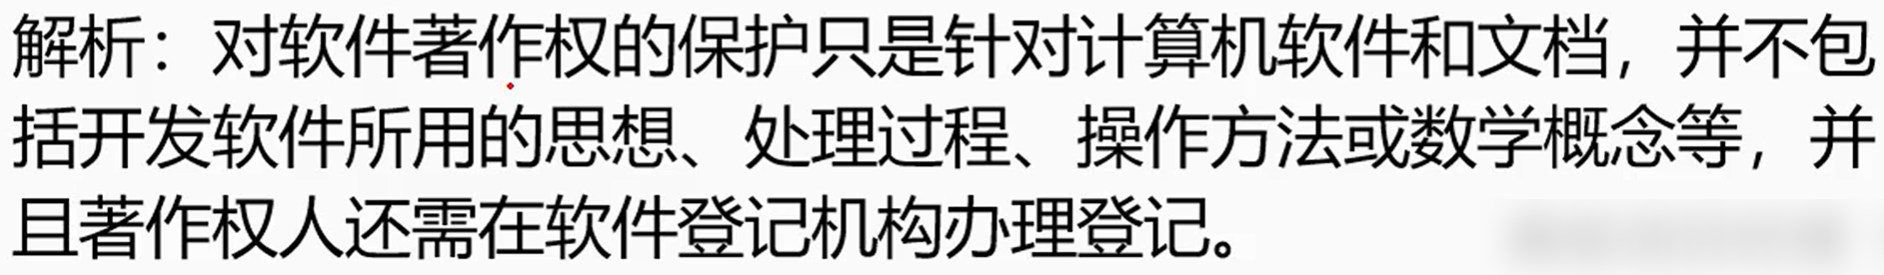 解析：对软件著作权的保护只是针对计算机软件和文档，并不包
括开发软件所用的思想、处理过程、操作方法或数学概念等，并
且著作权人还需在软件登记机构办理登记。